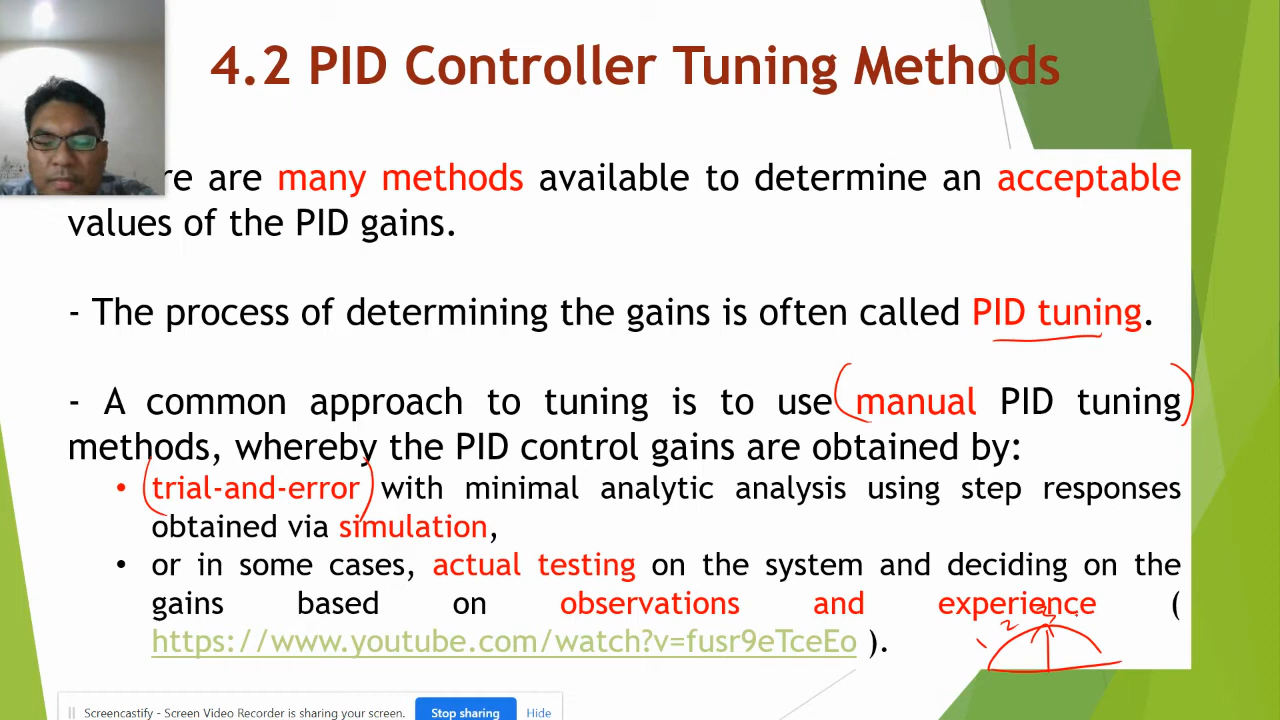 4.2 PID Controller Tuning Methods
re are many methods available to determine an acceptable
values of the PID gains.
- The process of determining the gains is often called PID tuning.
- A common approach to tuning is to use manual PID tuning
methods, whereby the PID control gains are obtained by:
• trial-and-error with minimal analytic analysis using step responses
obtained via simulation,
• or in some cases, actual testing on the system and deciding on the
gains based on observations and experience (
https://www.youtube.com/watch?v=fusr9eTceEo ).
2
Screencastify - Screen Video Recorder is sharing your screen. Stop sharing Hide